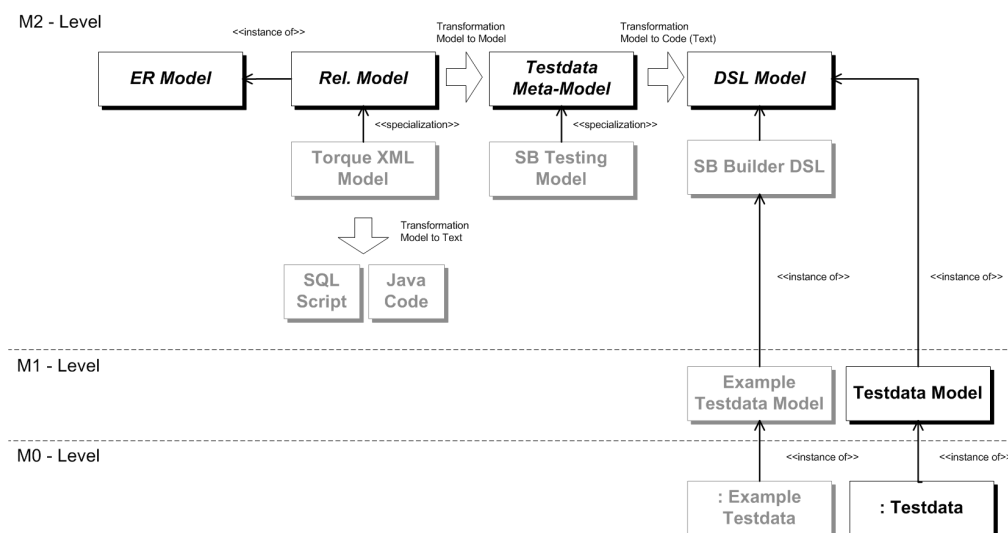 M2 - Level
<<instance of>>
Transformation
Model to Model
Transformation
Model to Code (Text)
ER Model
Rel. Model
Testdata
Meta-Model
DSL Model
<<specialization>>
<<specialization>>
Torque XML
Model
SB Testing
Model
SB Builder DSL
Transformation
Model to Text
SQL
Script
Java
Code
<<instance of>>
<<instance of>>
M1 - Level
Example
Testdata Model
Testdata Model
M0 - Level
<<instance of>>
<<instance of>>
: Example
Testdata
: Testdata